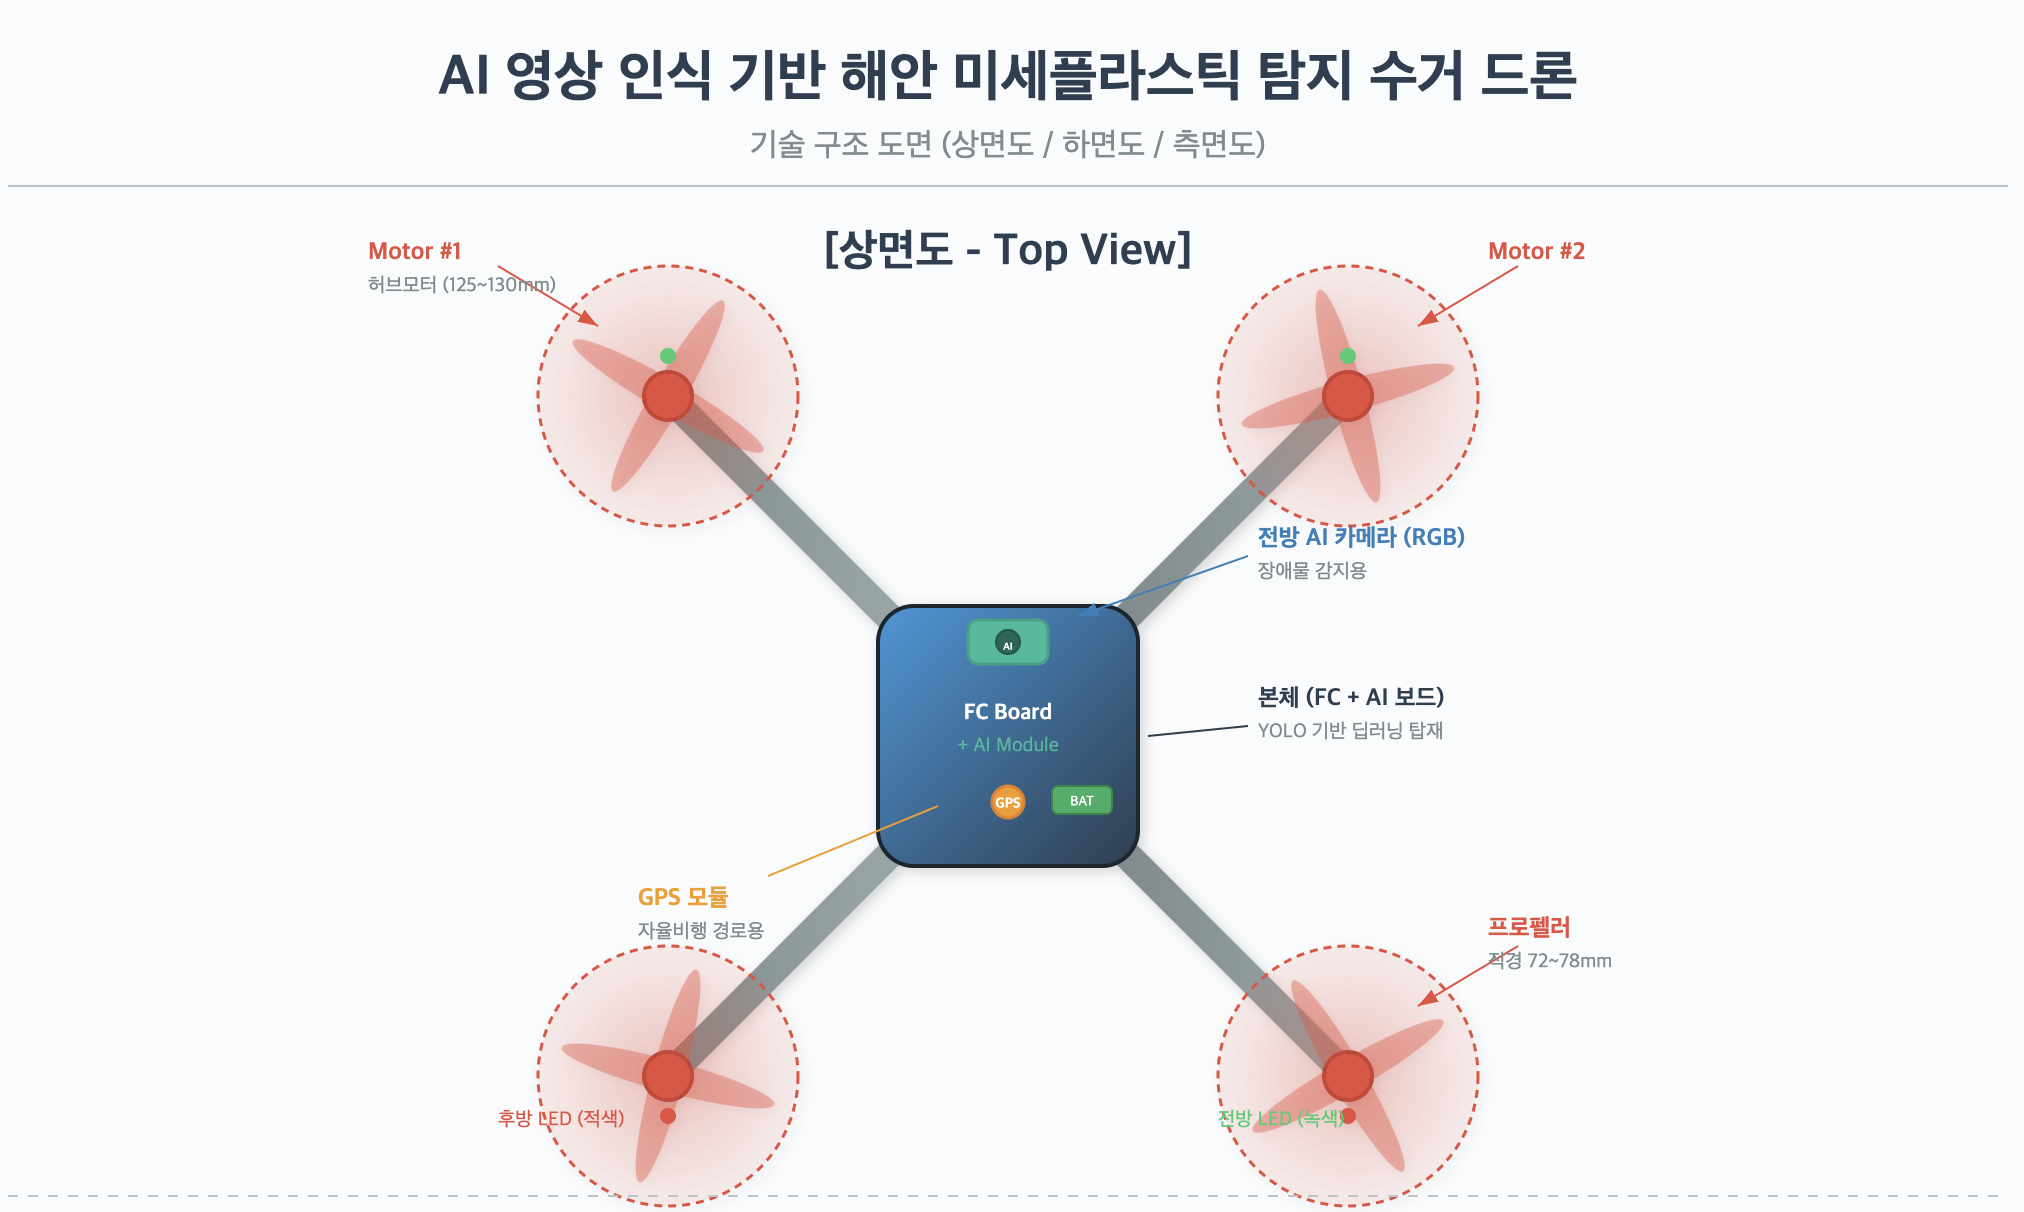 AI 영상 인식 기반 해안 미세플라스틱 탐지 수거 드론
기술 구조 도면 (상면도 / 하면도 / 측면도)
[상면도 - Top View]
Motor #1
허브모터 (125~130mm)
Motor #2
전방 AI 카메라 (RGB)
장애물 감지용
AI
FC Board
+ AI Module
본체 (FC + AI 보드)
YOLO 기반 딥러닝 탑재
GPS
BAT
GPS 모듈
자율비행 경로용
프로펠러
직경 72~78mm
후방 LED (적색)
전방 LED (녹색)